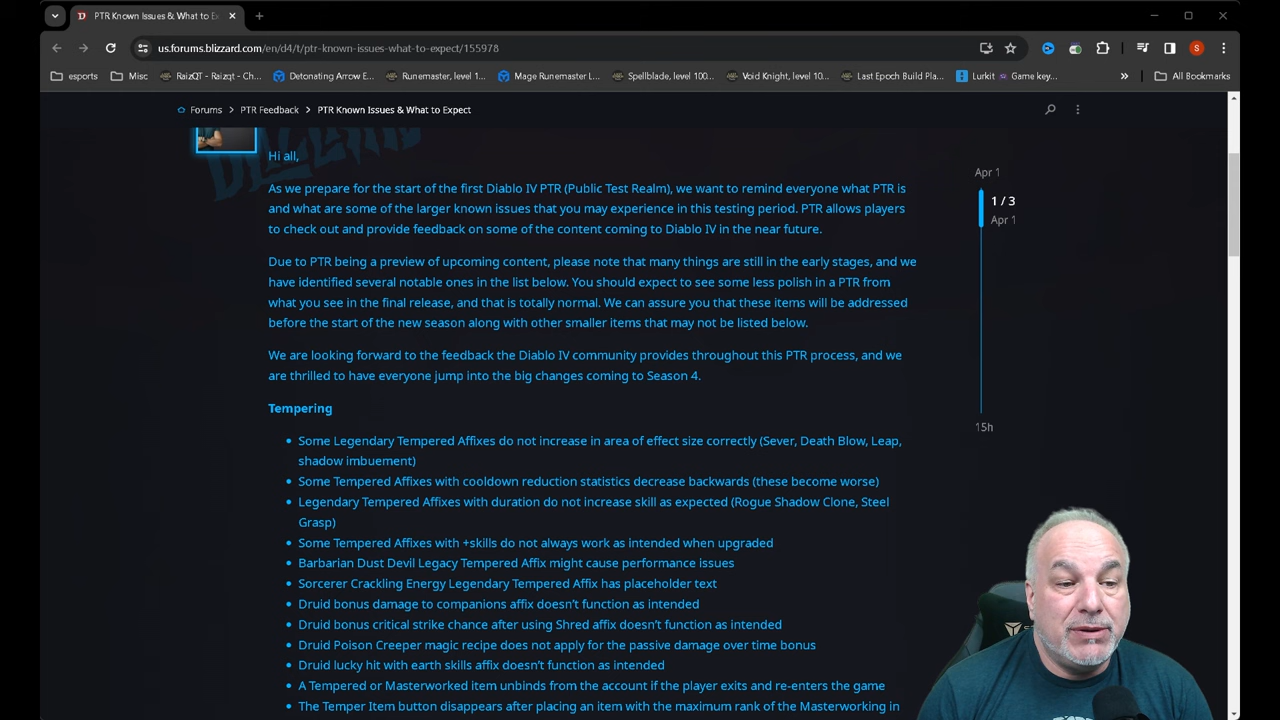 PTR Known Issues & What to Ex
us.forums.blizzard.com/en/d4/t/ptr-known-issues-what-to-expect/155978
S
esports
Misc
RaizQT - Raizqt - Ch...
Detonating Arrow E...
Runemaster, level 1...
Mage Runemaster L...
Spellblade, level 100...
Void Knight, level 10...
Last Epoch Build Pla...
Lurkit Game key...
All Bookmarks
Forums > PTR Feedback > PTR Known Issues & What to Expect
Hi all,
As we prepare for the start of the first Diablo IV PTR (Public Test Realm), we want to remind everyone what PTR is
and what are some of the larger known issues that you may experience in this testing period. PTR allows players
to check out and provide feedback on some of the content coming to Diablo IV in the near future.
Due to PTR being a preview of upcoming content, please note that many things are still in the early stages, and we
have identified several notable ones in the list below. You should expect to see some less polish in a PTR from
what you see in the final release, and that is totally normal. We can assure you that these items will be addressed
before the start of the new season along with other smaller items that may not be listed below.
We are looking forward to the feedback the Diablo IV community provides throughout this PTR process, and we
are thrilled to have everyone jump into the big changes coming to Season 4.
Tempering
• Some Legendary Tempered Affixes do not increase in area of effect size correctly (Sever, Death Blow, Leap,
shadow imbuement)
• Some Tempered Affixes with cooldown reduction statistics decrease backwards (these become worse)
• Legendary Tempered Affixes with duration do not increase skill as expected (Rogue Shadow Clone, Steel
Grasp)
• Some Tempered Affixes with +skills do not always work as intended when upgraded
• Barbarian Dust Devil Legacy Tempered Affix might cause performance issues
• Sorcerer Crackling Energy Legendary Tempered Affix has placeholder text
• Druid bonus damage to companions affix doesn't function as intended
• Druid bonus critical strike chance after using Shred affix doesn't function as intended
• Druid Poison Creeper magic recipe does not apply for the passive damage over time bonus
• Druid lucky hit with earth skills affix doesn't function as intended
• A Tempered or Masterworked item unbinds from the account if the player exits and re-enters the game
• The Temper Item button disappears after placing an item with the maximum rank of the Masterworking in
Apr 1
1 / 3
Apr 1
15h